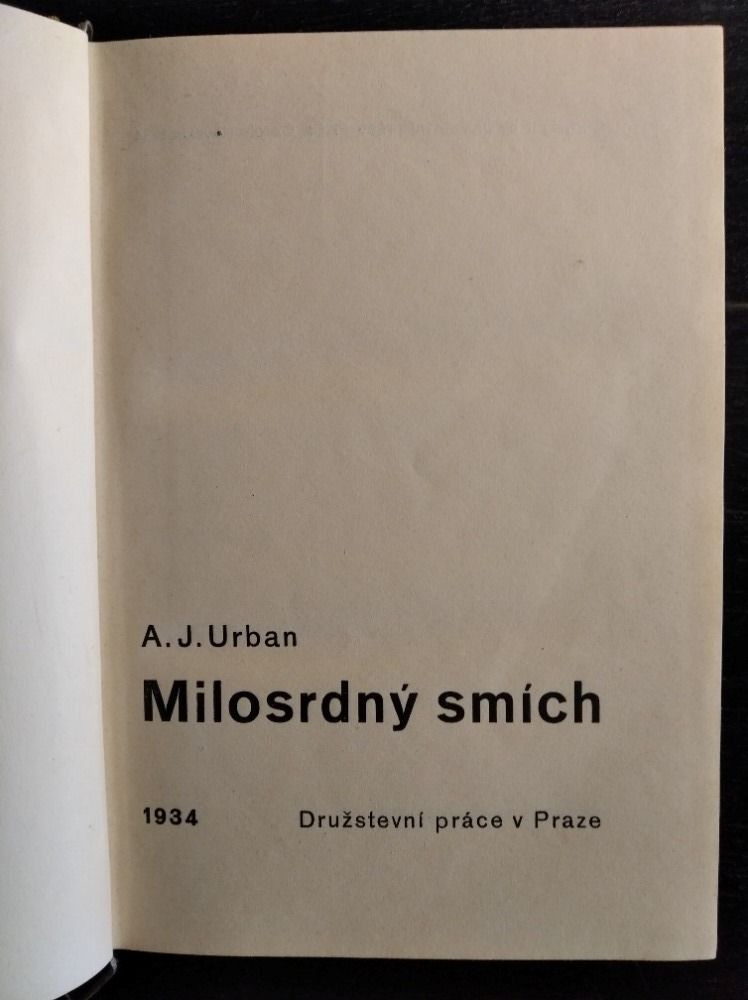 A. J. Urban
Milosrdný smích
1934 Družstevní práce v Praze